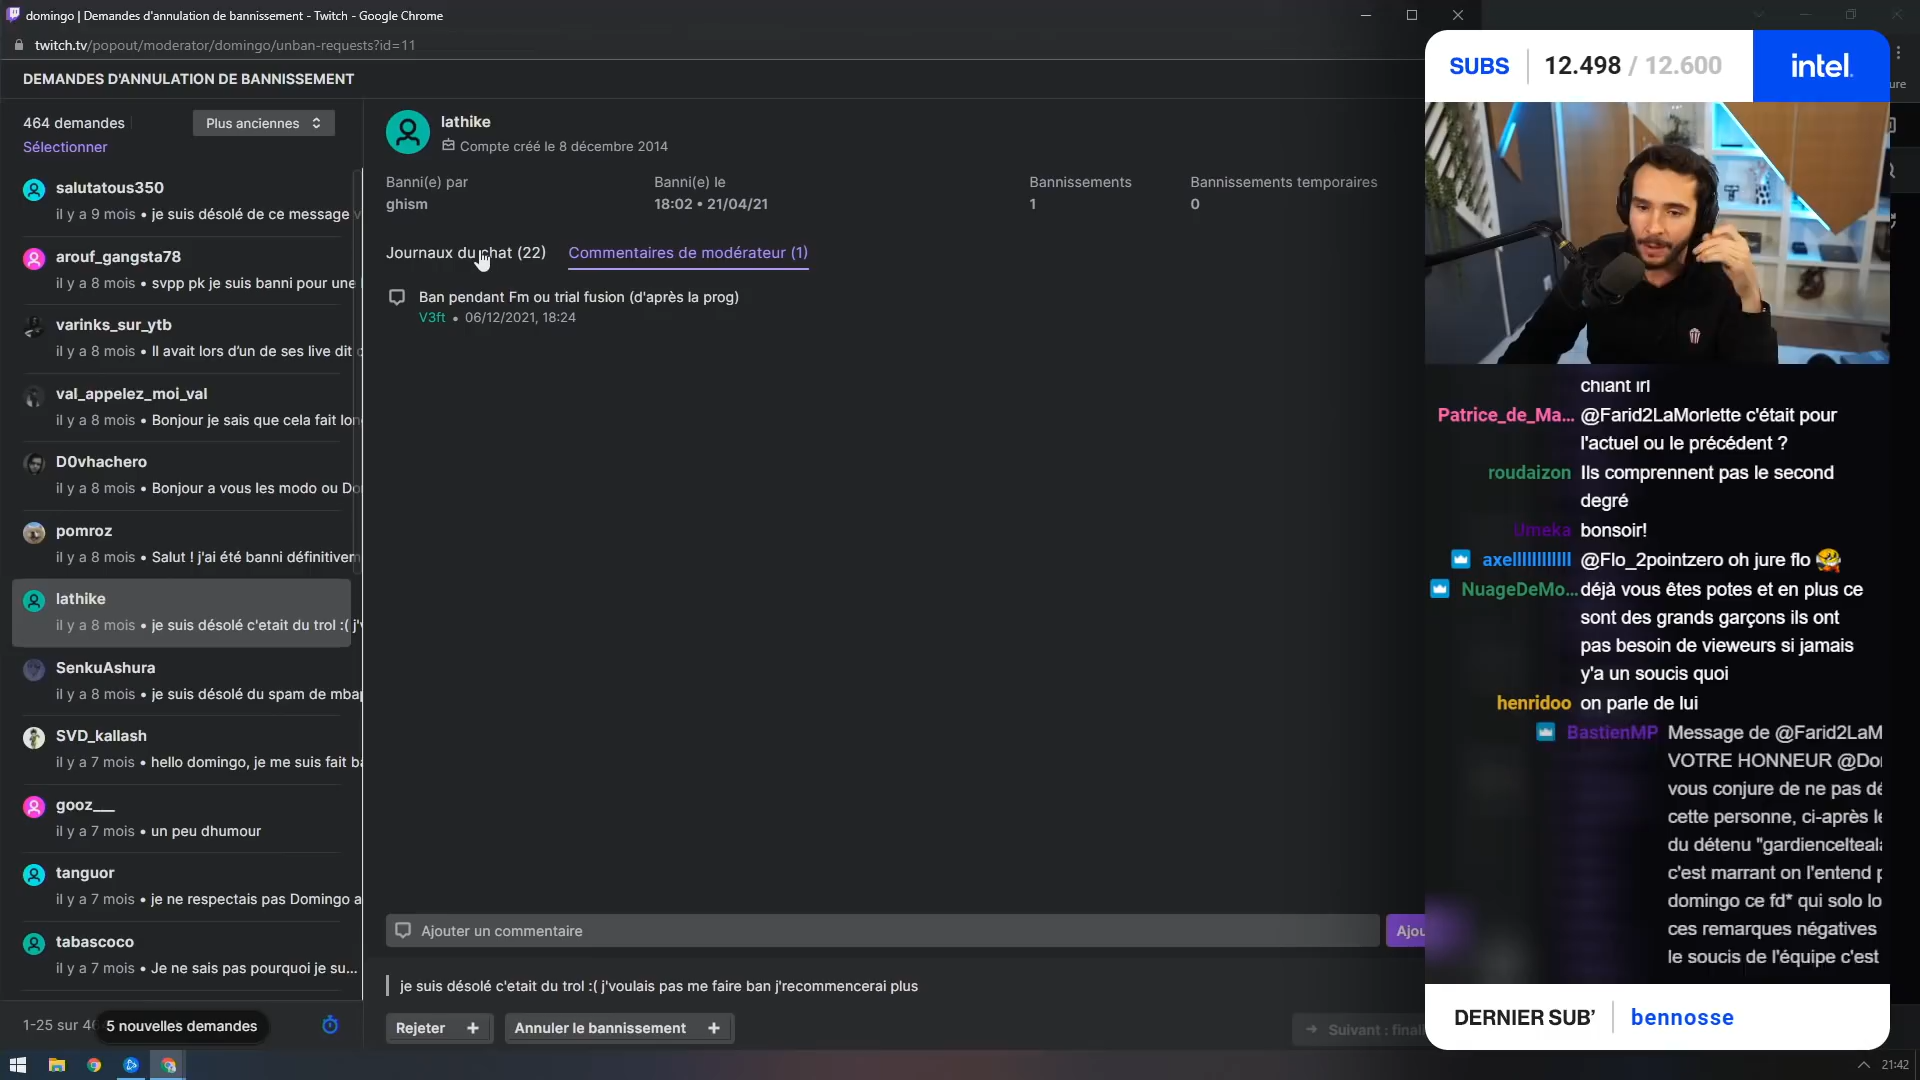 domingo | Demandes d'annulation de bannissement - Twitch - Google Chrome
twitch.tv/popout/moderator/domingo/unban-requests?id=11
DEMANDES D'ANNULATION DE BANNISSEMENT
464 demandes
Plus anciennes
Sélectionner
salutatous350
il y a 9 mois • je suis désolé de ce message
arouf_gangsta78
il y a 8 mois • svpp pk je suis banni pour une
varinks_sur_ytb
il y a 8 mois • Il avait lors d'un de ses live dit
val_appelez_moi_val
il y a 8 mois • Bonjour je sais que cela fait lon
D0vhachero
il y a 8 mois • Bonjour a vous les modo ou Do
pomroz
il y a 8 mois • Salut ! j'ai été banni définitivem
lathike
il y a 8 mois • je suis désolé c'etait du trol :( j'v
SenkuAshura
il y a 8 mois • je suis désolé du spam de mbap
SVD_kallash
il y a 7 mois • hello domingo, je me suis fait ba
gooz___
il y a 7 mois • un peu dhumour
tanguor
il y a 7 mois • je ne respectais pas Domingo a
tabascoco
il y a 7 mois • Je ne sais pas pourquoi je su...
1-25 sur 46
5 nouvelles demandes
lathike
Compte créé le 8 décembre 2014
Banni(e) par
ghism
Banni(e) le
18:02 • 21/04/21
Bannissements
1
Bannissements temporaires
0
Journaux du chat (22)
Commentaires de modérateur (1)
Ban pendant Fm ou trial fusion (d'après la prog)
V3ft • 06/12/2021, 18:24
Ajouter un commentaire
Ajou
je suis désolé c'etait du trol :( j'voulais pas me faire ban j'recommencerai plus
Rejeter +
Annuler le bannissement +
Suivant : final
SUBS 12.498 / 12.600
intel.
ure
chiant irl
Patrice_de_Ma... @Farid2LaMorlette c'était pour
l'actuel ou le précédent ?
roudaizon Ils comprennent pas le second
degré
Umeka bonsoir!
@Flo_2pointzero oh jure flo
NuageDeMo... déjà vous êtes potes et en plus ce
sont des grands garçons ils ont
pas besoin de vieweurs si jamais
y'a un soucis quoi
henridoo on parle de lui
BastienMP Message de @Farid2LaM
VOTRE HONNEUR @Do
vous conjure de ne pas dé
cette personne, ci-après le
du détenu "gardiencelteala
c'est marrant on l'entend p
domingo ce fd* qui solo lo
ces remarques négatives
le soucis de l'équipe c'est
DERNIER SUB' bennosse
21:42